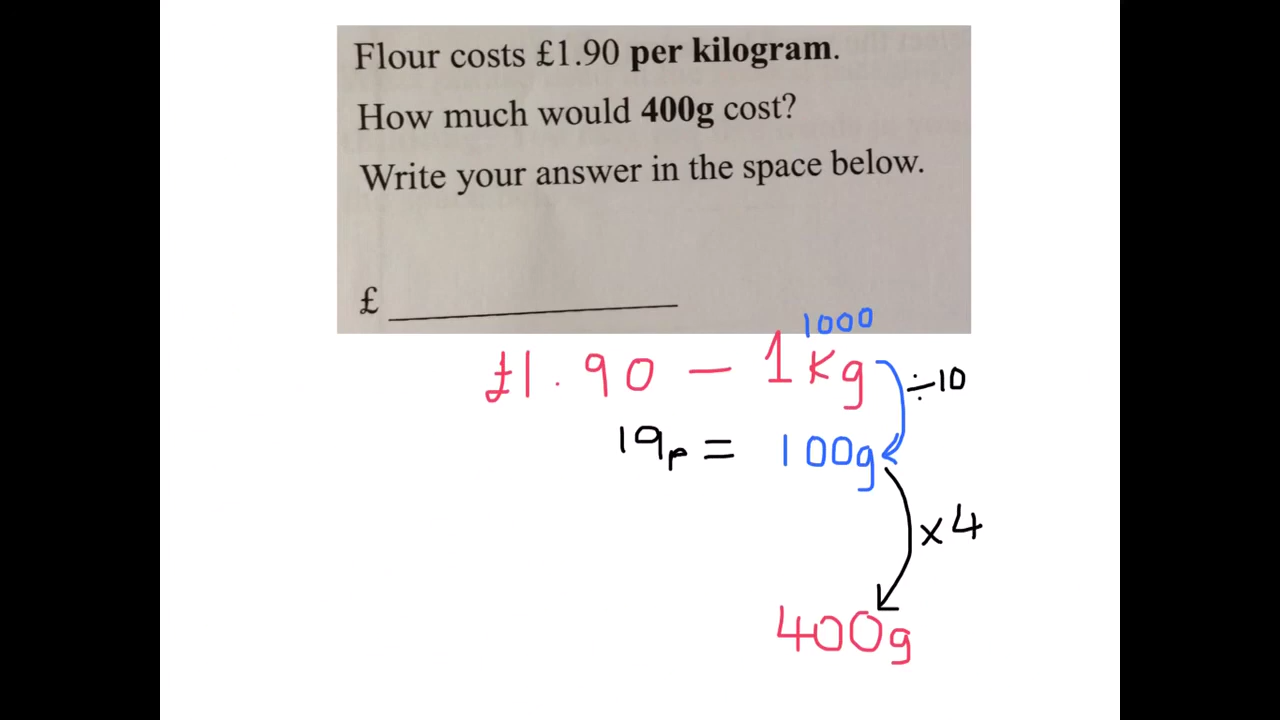 Flour costs £1.90 per kilogram.
How much would 400g cost?
Write your answer in the space below.
£
1000
£1.90 – 1Kg
÷10
19p = 100g
x4
400g